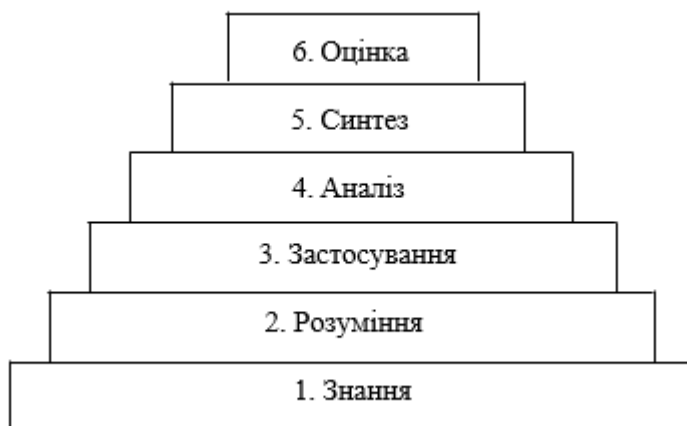 6. Оцінка
5. Синтез
4. Аналіз
3. Застосування
2. Розуміння
1. Знання